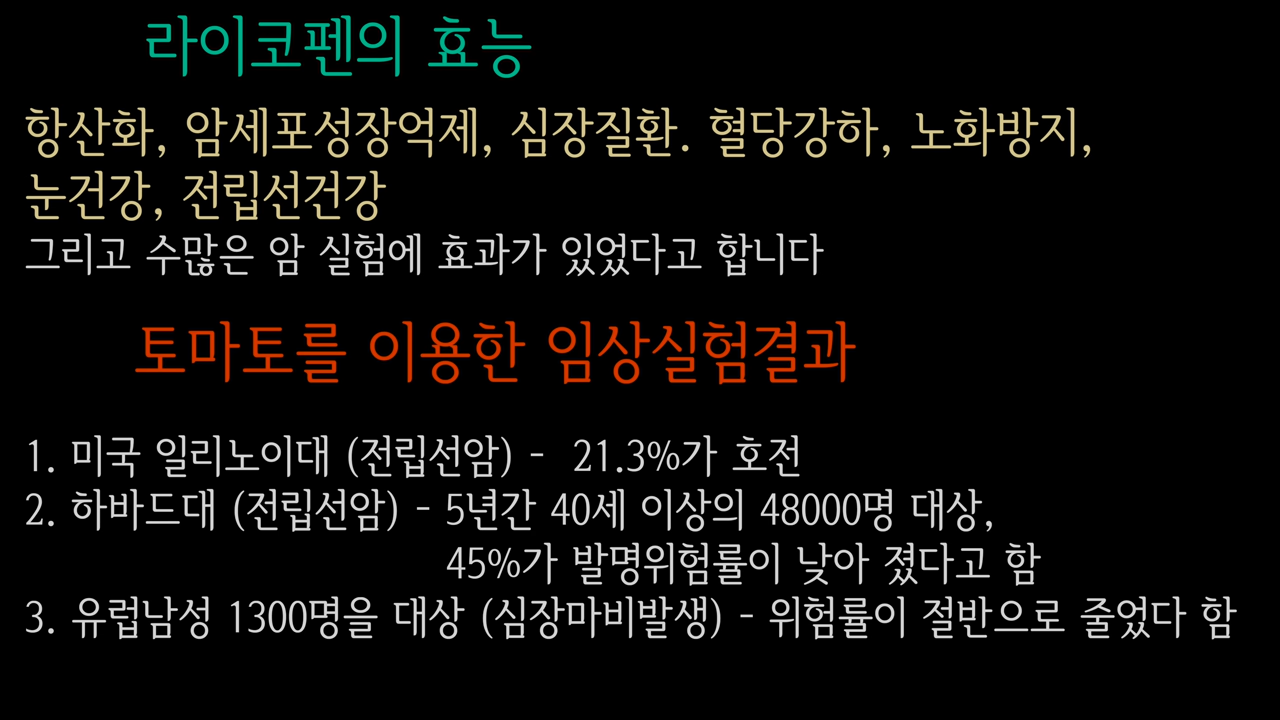 라이코펜의 효능
항산화, 암세포성장억제, 심장질환. 혈당강하, 노화방지,
눈건강, 전립선건강
그리고 수많은 암 실험에 효과가 있었다고 합니다
토마토를 이용한 임상실험결과
1. 미국 일리노이대 (전립선암) - 21.3%가 호전
2. 하바드대 (전립선암) - 5년간 40세 이상의 48000명 대상,
45%가 발명위험률이 낮아 졌다고 함
3. 유럽남성 1300명을 대상 (심장마비발생) - 위험률이 절반으로 줄었다 함